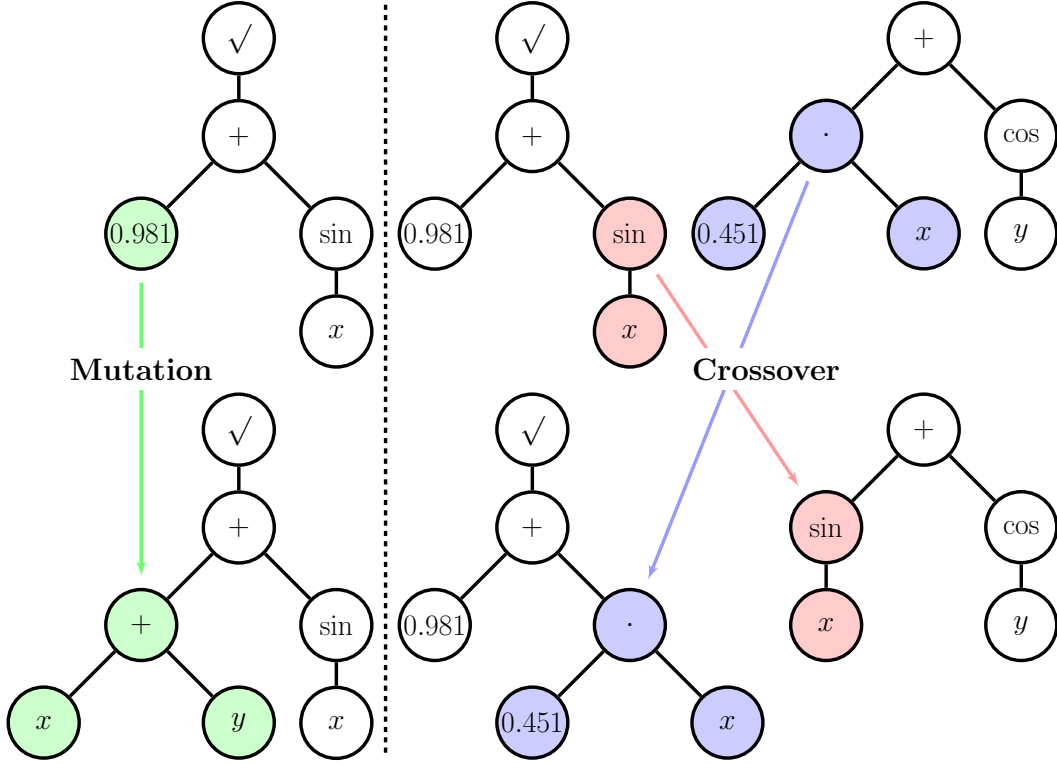 √ √ +
+ + · cos
0.981 sin 0.981 sin 0.451 x y
x x
Mutation Crossover
√ √ +
+ + sin cos
+ sin 0.981 · x y
x y x 0.451 x